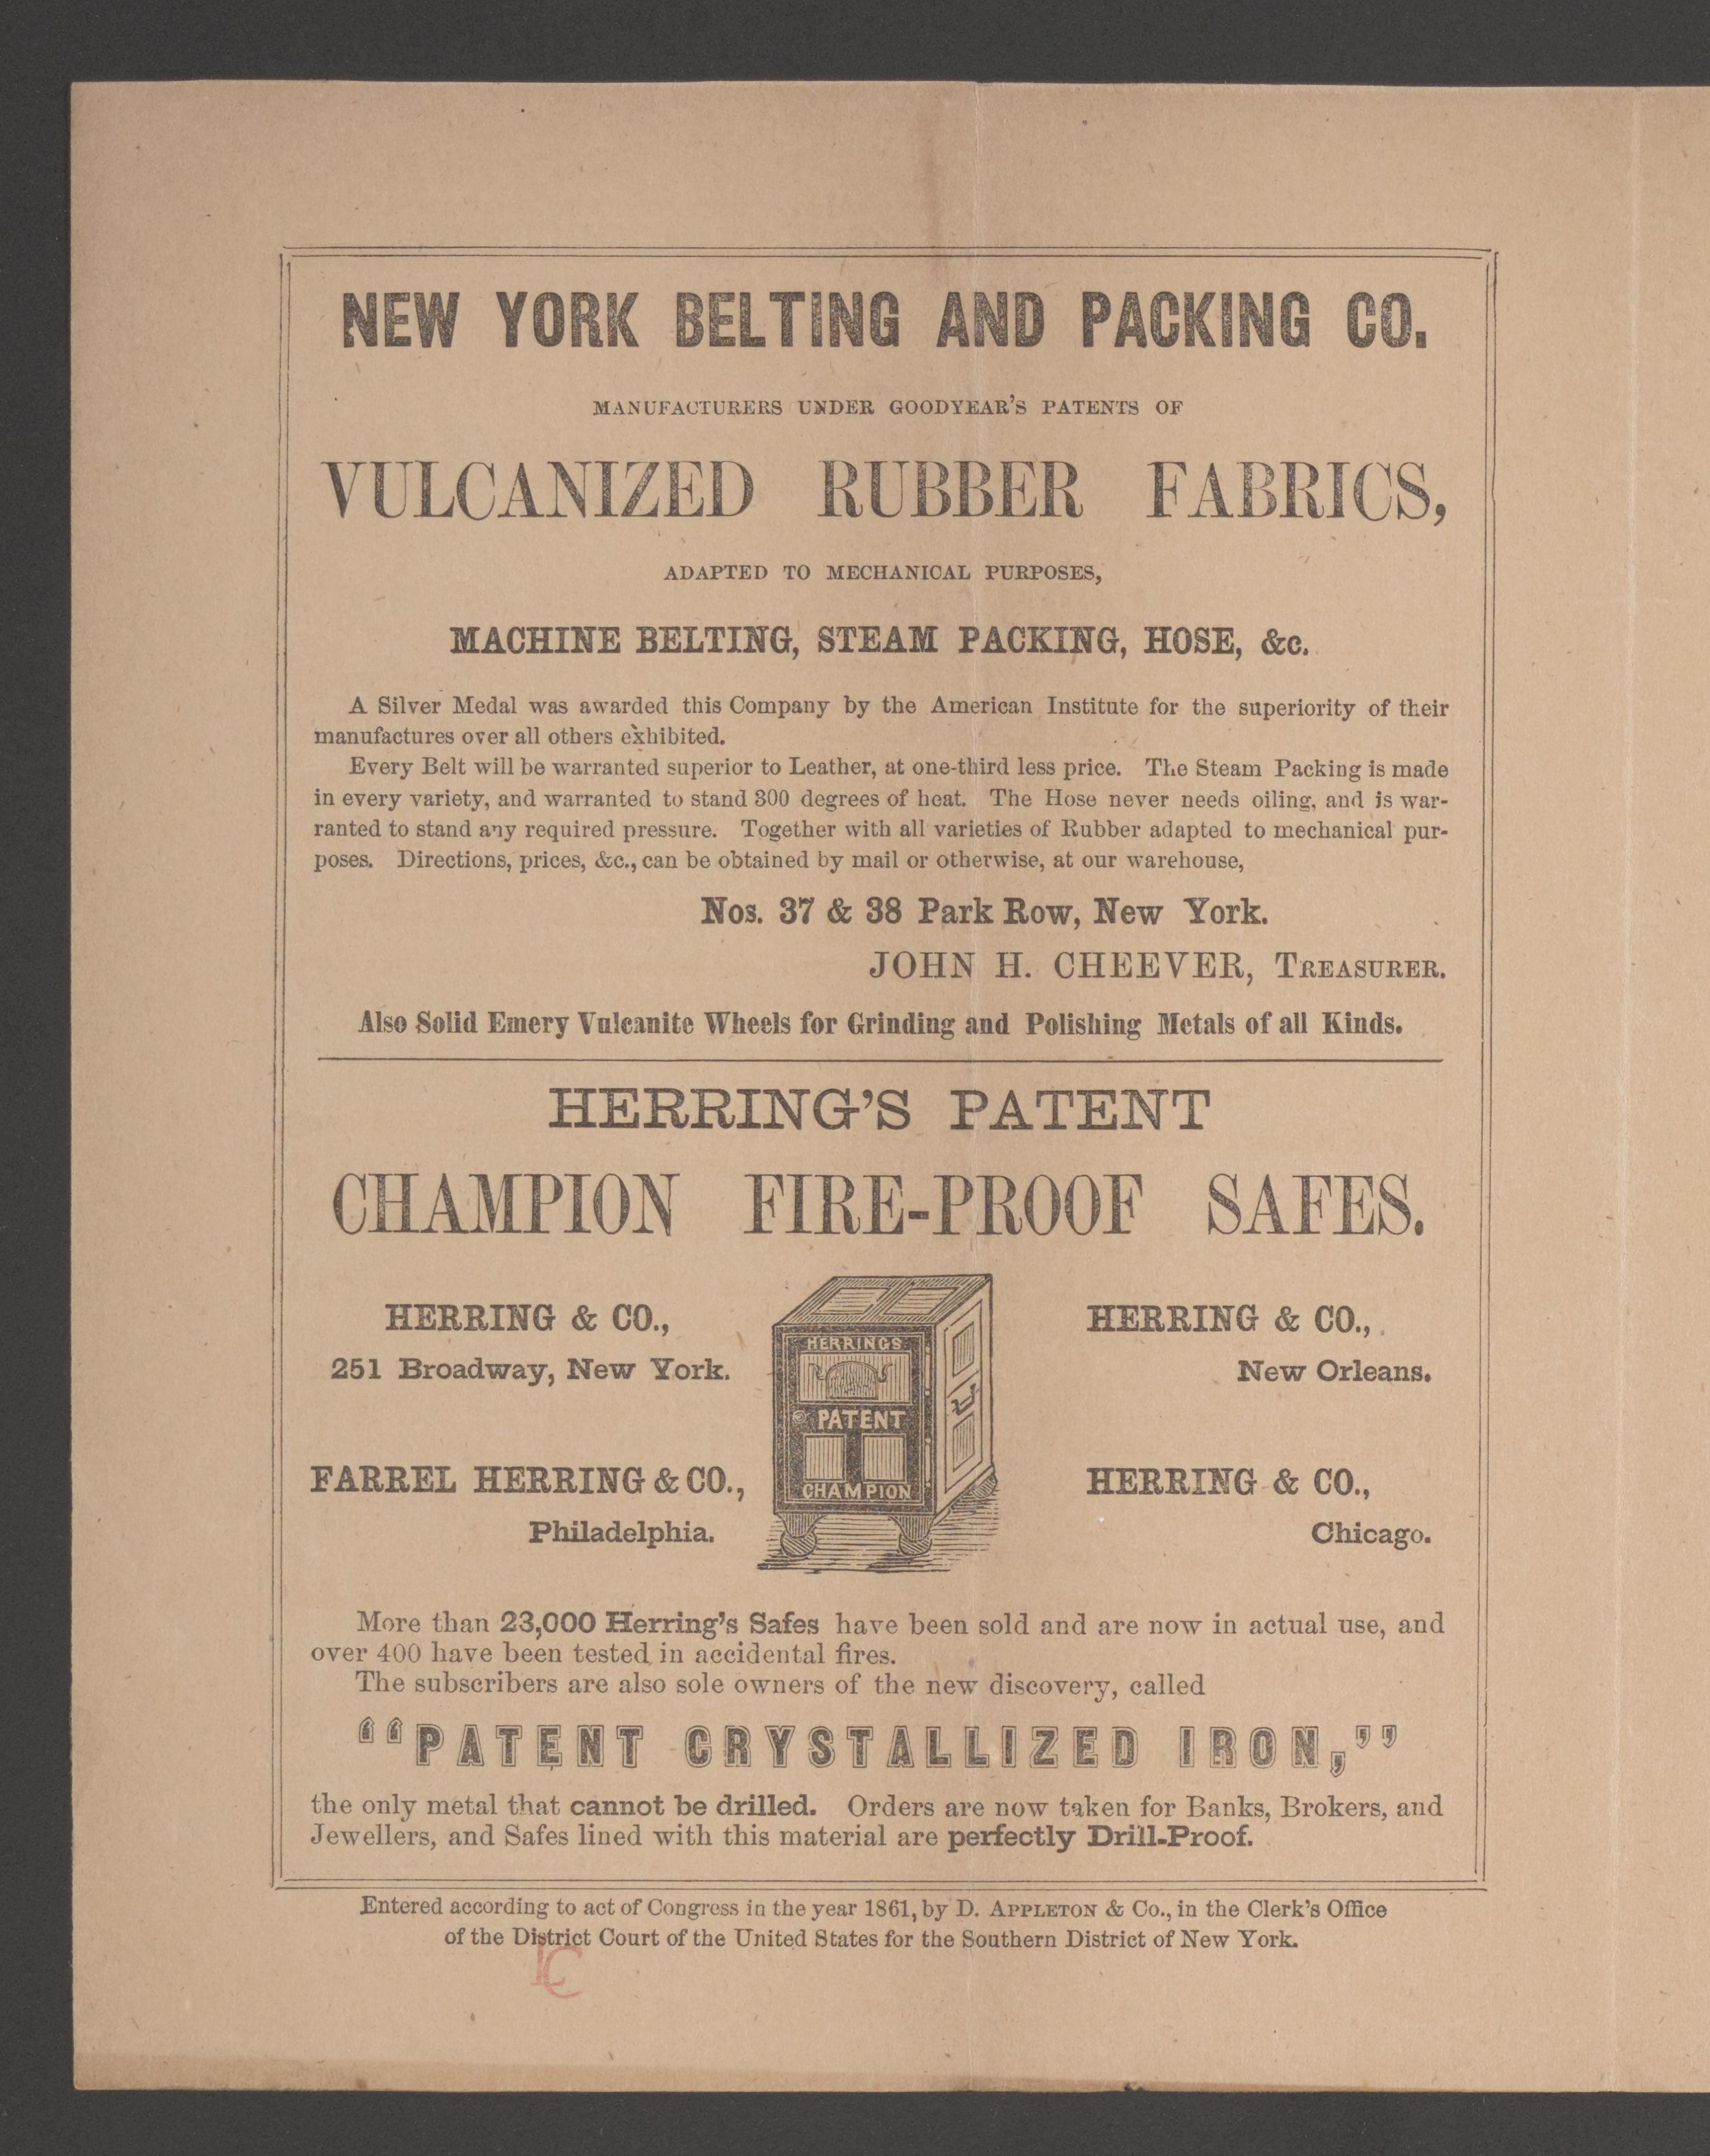 NEW YORK BELTING AND PACKING CO.
MANUFACTURERS UNDER GOODYEAR'S PATENTS OF
VULCANIZED RUBBER FABRICS,
ADAPTED TO MECHANICAL PURPOSES,
MACHINE BELTING, STEAM PACKING, HOSE, &c.
A Silver Medal was awarded this Company by the American Institute for the superiority of their
manufactures over all others exhibited.
Every Belt will be warranted superior to Leather, at one-third less price. The Steam Packing is made
in every variety, and warranted to stand 300 degrees of heat. The Hose never needs oiling, and is war-
ranted to stand any required pressure. Together with all varieties of Rubber adapted to mechanical pur-
poses. Directions, prices, &c., can be obtained by mail or otherwise, at our warehouse,
Nos. 37 & 38 Park Row, New York.
JOHN H. CHEEVER, TREASURER.
Also Solid Emery Vulcanite Wheels for Grinding and Polishing Metals of all Kinds.
HERRING'S PATENT
CHAMPION FIRE-PROOF SAFES.
HERRING & CO.,
251 Broadway, New York.
FARREL HERRING & CO.,
Philadelphia.
HERRING'S
PATENT
CHAMPION
HERRING & CO.,
New Orleans.
HERRING & CO.,
Chicago.
More than 23,000 Herring's Safes have been sold and are now in actual use, and
over 400 have been tested in accidental fires.
The subscribers are also sole owners of the new discovery, called
"PATENT CRYSTALLIZED IRON,"
the only metal that cannot be drilled. Orders are now taken for Banks, Brokers, and
Jewellers, and Safes lined with this material are perfectly Drill-Proof.
Entered according to act of Congress in the year 1861, by D. APPLETON & Co., in the Clerk's Office
of the District Court of the United States for the Southern District of New York.